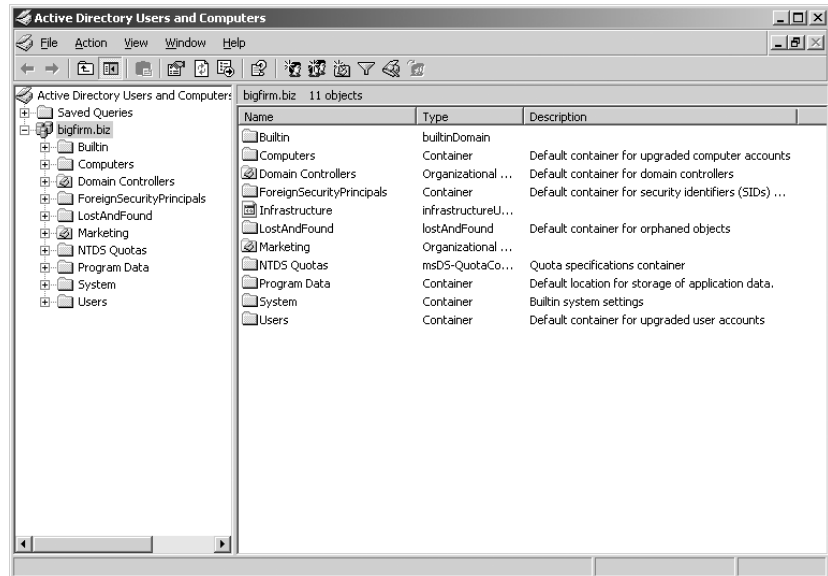 Active Directory Users and Computers
File Action View Window Help
Active Directory Users and Computers
Saved Queries
bigfirm.biz
Builtin
Computers
Domain Controllers
ForeignSecurityPrincipals
LostAndFound
Marketing
NTDS Quotas
Program Data
System
Users
bigfirm.biz 11 objects
Name Type Description
Builtin builtinDomain
Computers Container Default container for upgraded computer accounts
Domain Controllers Organizational ... Default container for domain controllers
ForeignSecurityPrincipals Container Default container for security identifiers (SIDs) ...
Infrastructure infrastructureU...
LostAndFound lostAndFound Default container for orphaned objects
Marketing Organizational ...
NTDS Quotas msDS-QuotaCo... Quota specifications container
Program Data Container Default location for storage of application data.
System Container Builtin system settings
Users Container Default container for upgraded user accounts